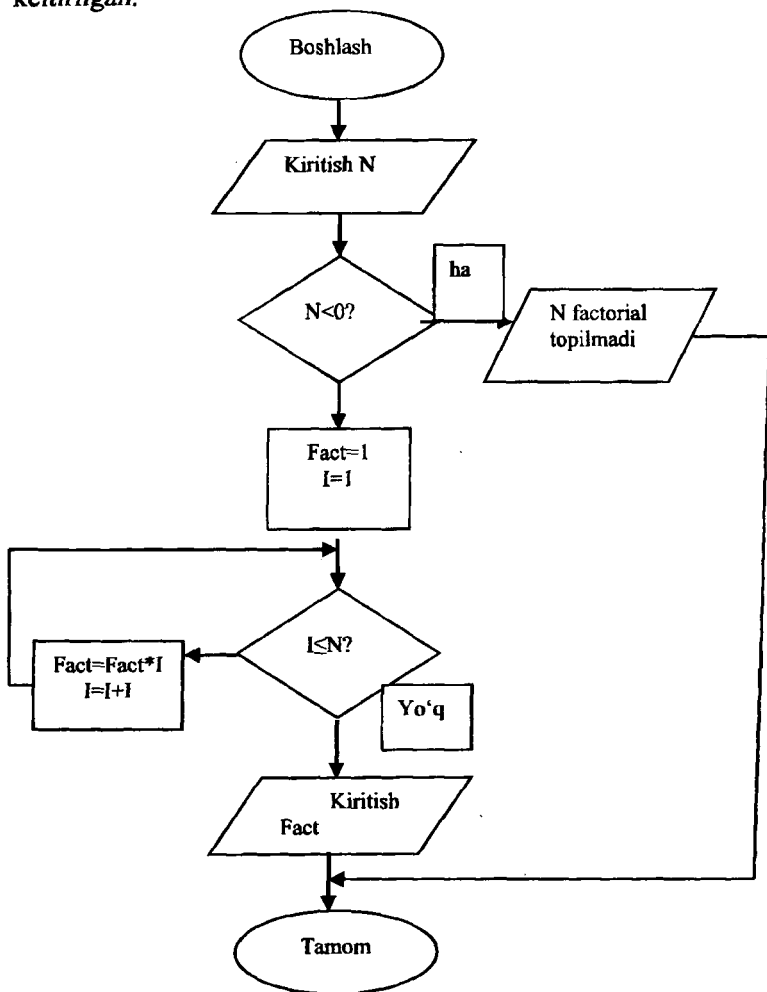 keltirilgan.
Boshlash
Kiritish N
N<0?
ha
N factorial
topilmadi
Fact=1
I=1
I≤N?
Fact=Fact*I
I=I+I
Yo‘q
Kiritish
Fact
Tamom